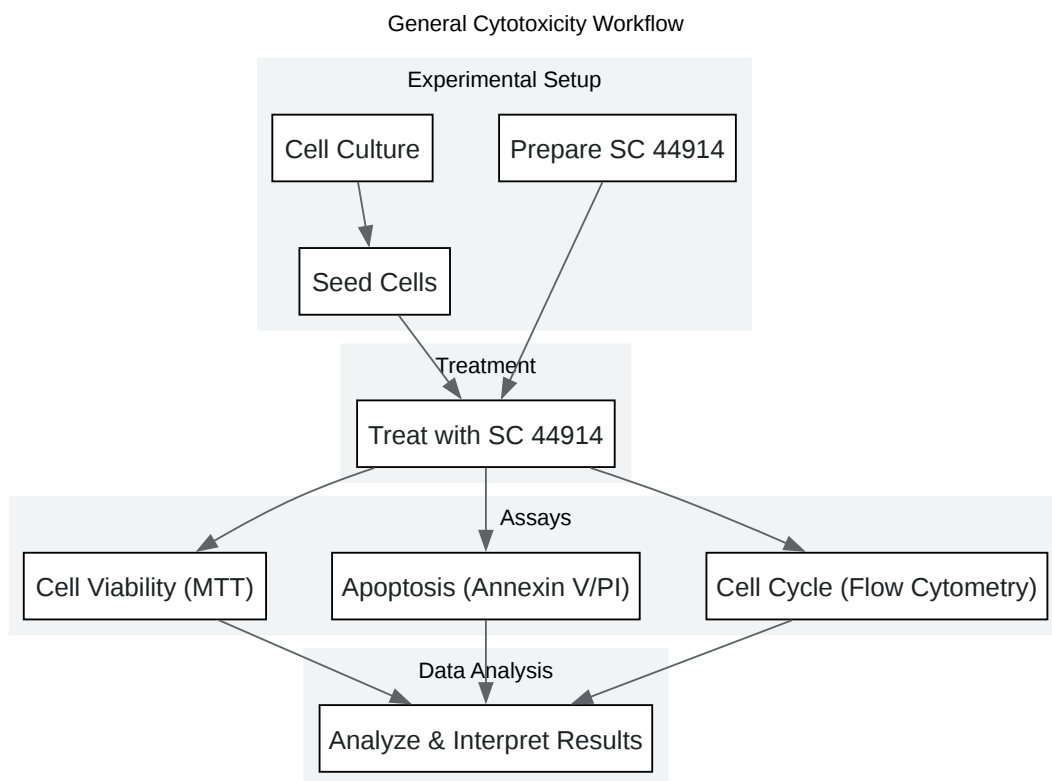 General Cytotoxicity Workflow
Experimental Setup
Cell Culture
Prepare SC 44914
Seed Cells
Treatment
Treat with SC 44914
Assays
Cell Viability (MTT)
Apoptosis (Annexin V/PI)
Cell Cycle (Flow Cytometry)
Data Analysis
Analyze & Interpret Results